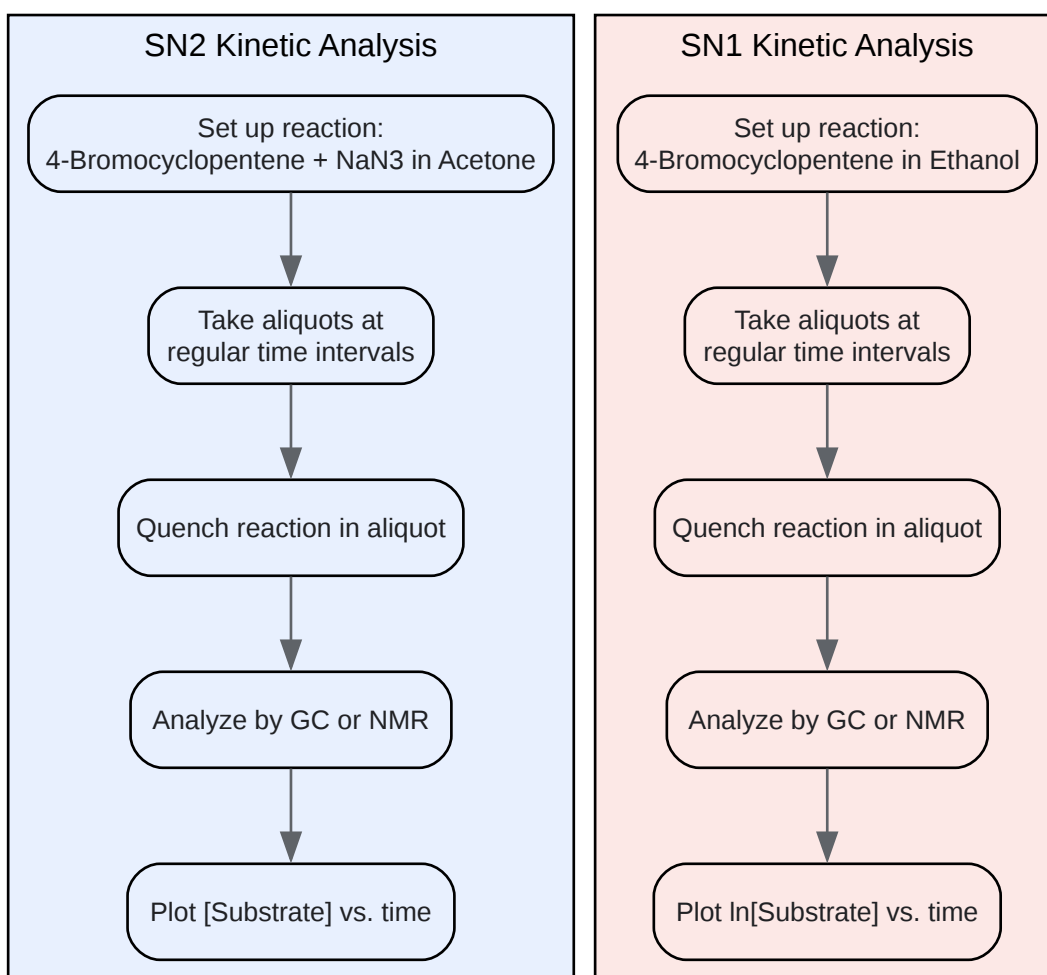 SN2 Kinetic Analysis
Set up reaction:
4-Bromocyclopentene + NaN3 in Acetone
Take aliquots at
regular time intervals
Quench reaction in aliquot
Analyze by GC or NMR
Plot [Substrate] vs. time
SN1 Kinetic Analysis
Set up reaction:
4-Bromocyclopentene in Ethanol
Take aliquots at
regular time intervals
Quench reaction in aliquot
Analyze by GC or NMR
Plot ln[Substrate] vs. time